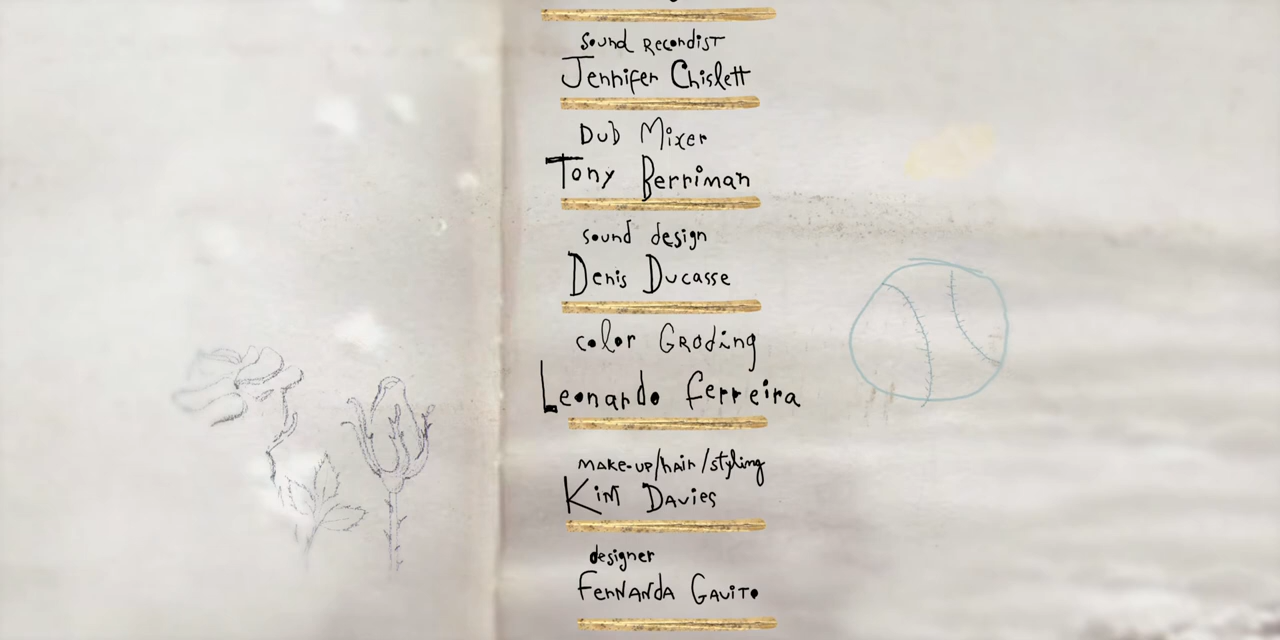 sound Recordist
Jennifer Chislett
Dub Mixer
Tony Berriman
sound design
Denis Ducasse
color Grading
Leonardo Ferreira
make-up/hair/styling
Kim Davies
designer
Fernanda Gavito